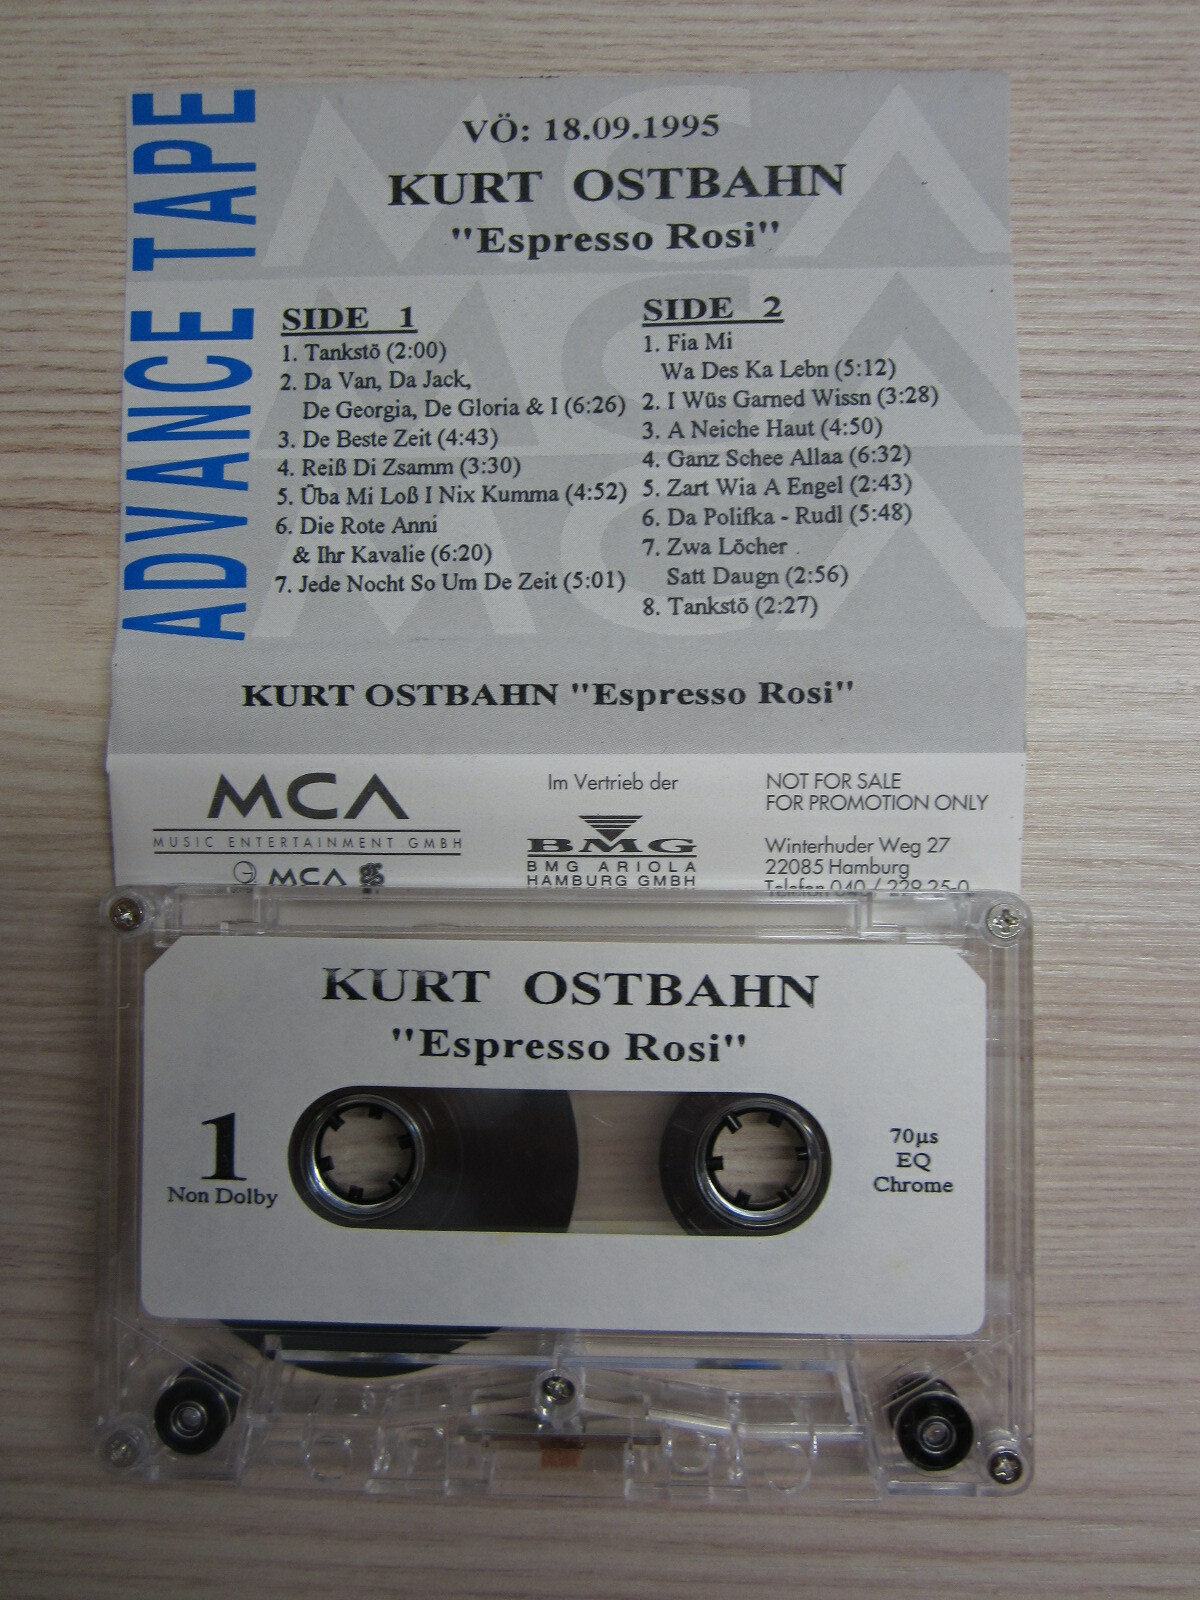 ADVANCE TAPE
VÖ: 18.09.1995
KURT OSTBAHN
"Espresso Rosi"
SIDE 1
1. Tankstö (2:00)
2. Da Van, Da Jack,
De Georgia, De Gloria & I (6:26)
3. De Beste Zeit (4:43)
4. Reiß Di Zsamm (3:30)
5. Üba Mi Loß I Nix Kumma (4:52)
6. Die Rote Anni
& Ihr Kavalie (6:20)
7. Jede Nocht So Um De Zeit (5:01)
SIDE 2
1. Fia Mi
Wa Des Ka Lebn (5:12)
2. I Wüs Garned Wissn (3:28)
3. A Neiche Haut (4:50)
4. Ganz Schee Allaa (6:32)
5. Zart Wia A Engel (2:43)
6. Da Polifka - Rudl (5:48)
7. Zwa Löcher
Satt Daugn (2:56)
8. Tankstö (2:27)
MCA
MCA
MCA
KURT OSTBAHN "Espresso Rosi"
MCA
MUSIC ENTERTAINMENT GMBH
MCA
Im Vertrieb der
BMG
BMG ARIOLA
HAMBURG GMBH
NOT FOR SALE
FOR PROMOTION ONLY
Winterhuder Weg 27
22085 Hamburg
Telefon 040 / 228 25-0
KURT OSTBAHN
"Espresso Rosi"
1
Non Dolby
70µs
EQ
Chrome